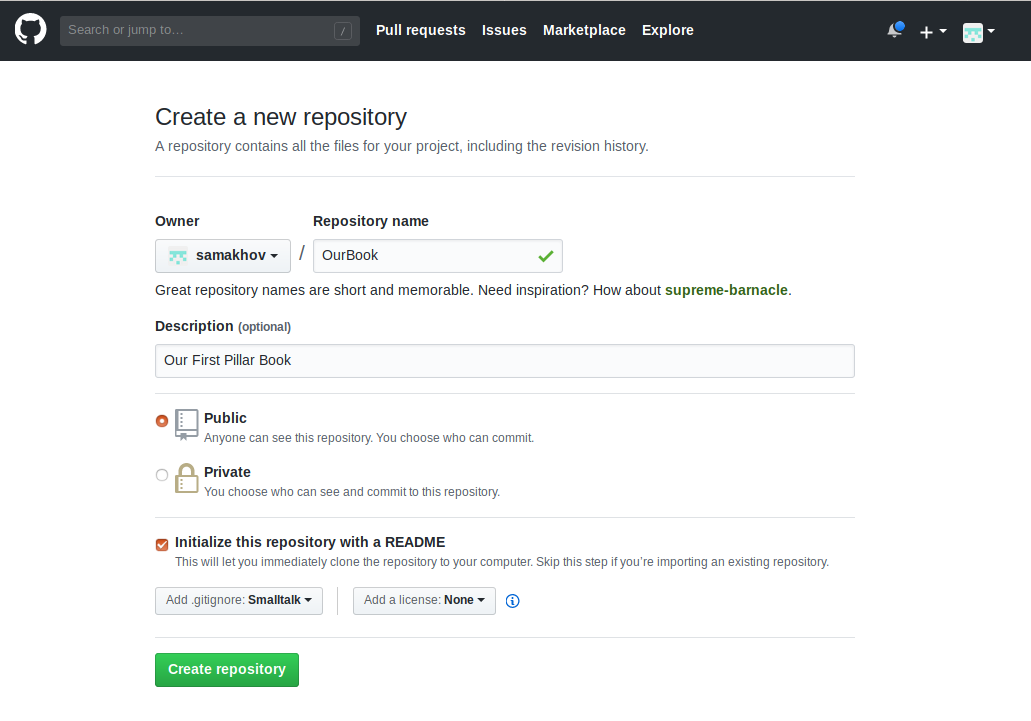 Search or jump to… /
Pull requests Issues Marketplace Explore
Create a new repository
A repository contains all the files for your project, including the revision history.
Owner Repository name
samakhov / OurBook
Great repository names are short and memorable. Need inspiration? How about supreme-barnacle.
Description (optional)
Our First Pillar Book
Public
Anyone can see this repository. You choose who can commit.
Private
You choose who can see and commit to this repository.
Initialize this repository with a README
This will let you immediately clone the repository to your computer. Skip this step if you’re importing an existing repository.
Add .gitignore: Smalltalk Add a license: None
Create repository